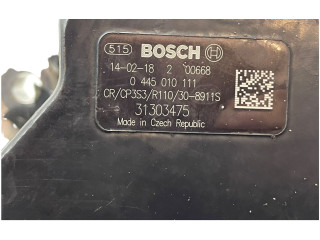 515 BOSCH
14-02-18 2 00668
0 445 010 111
CR/CP3S3/R110/30-8911S
31303475
Made in Czech Republic